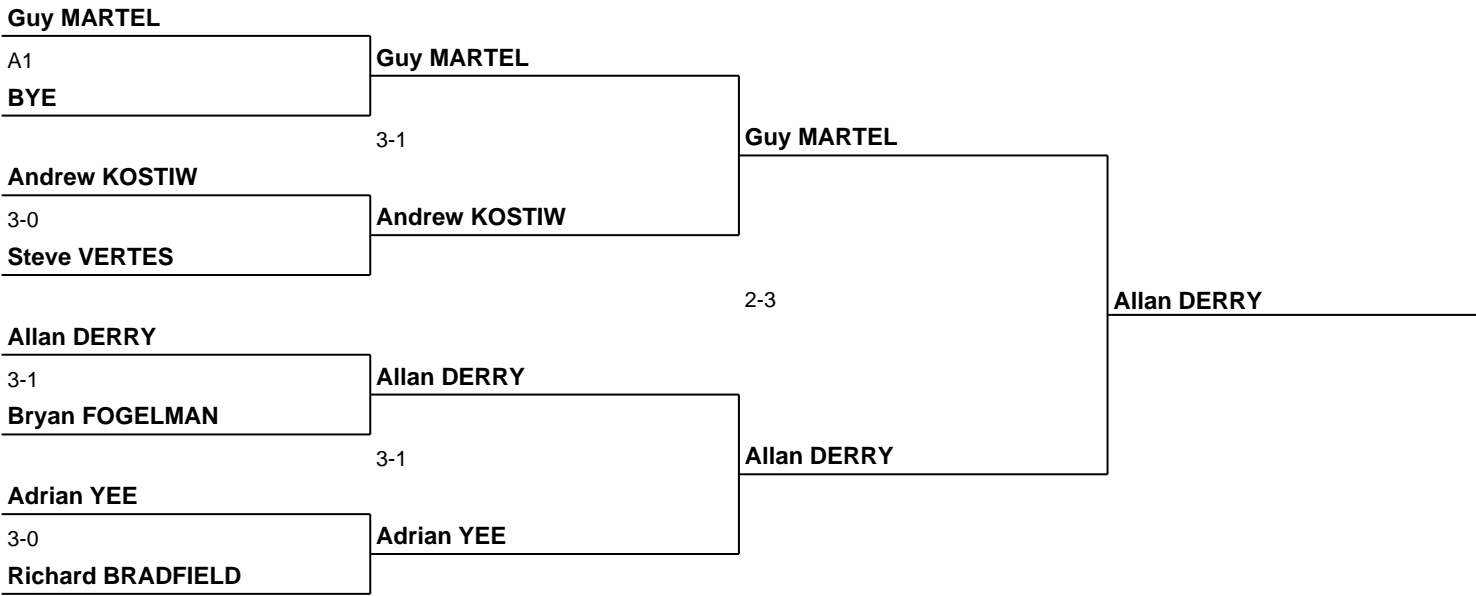 Guy MARTEL
A1
BYE
Guy MARTEL
3-1
Guy MARTEL
Andrew KOSTIW
3-0
Steve VERTES
Andrew KOSTIW
2-3
Allan DERRY
Allan DERRY
3-1
Bryan FOGELMAN
Allan DERRY
3-1
Allan DERRY
Adrian YEE
3-0
Richard BRADFIELD
Adrian YEE